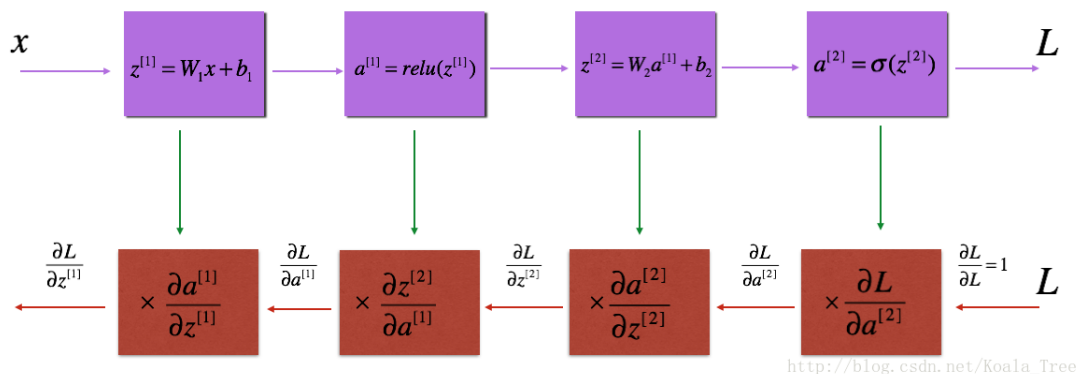 x
z^{[1]} = W_1 x + b_1
a^{[1]} = relu(z^{[1]})
z^{[2]} = W_2 a^{[1]} + b_2
a^{[2]} = σ(z^{[2]})
L
∂L/∂z^{[1]}
× ∂a^{[1]}/∂z^{[1]}
∂L/∂a^{[1]}
× ∂z^{[2]}/∂a^{[1]}
∂L/∂z^{[2]}
× ∂a^{[2]}/∂z^{[2]}
∂L/∂a^{[2]}
× ∂L/∂a^{[2]}
∂L/∂L = 1
L
http://blog.csdn.net/Koala_Tree